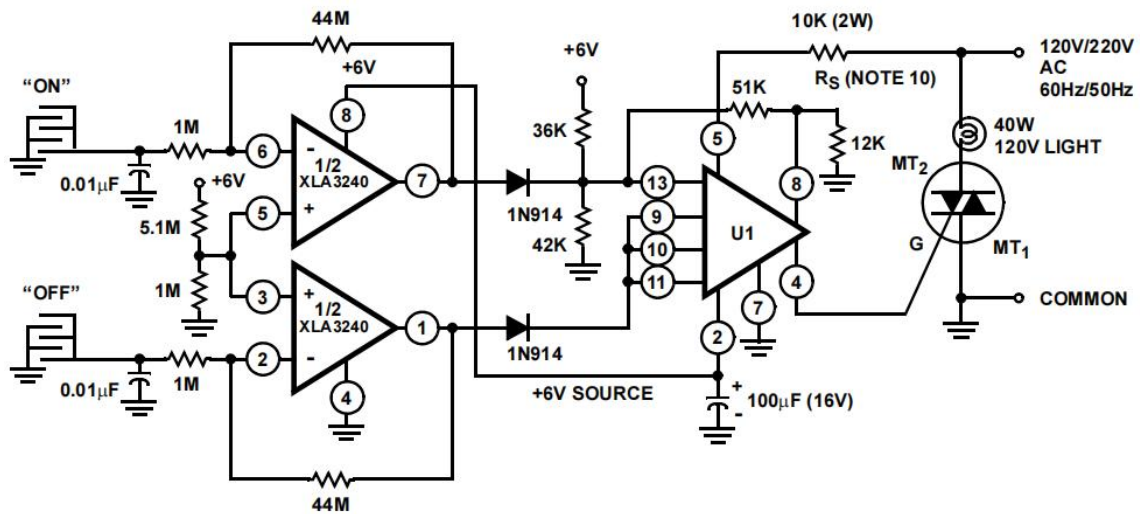 44M
+6V
"ON"
1M
0.01μF
6
-
1/2
XLA3240
8
7
+6V
5.1M
5
+
1M
3
+
1/2
XLA3240
1
2
-
4
"OFF"
0.01μF
1M
44M
1N914
1N914
+6V
36K
42K
+6V SOURCE
10K (2W)
RS (NOTE 10)
51K
12K
5
13
9
10
11
U1
8
4
7
2
+
-
100μF (16V)
120V/220V
AC
60Hz/50Hz
40W
120V LIGHT
MT2
G
MT1
COMMON